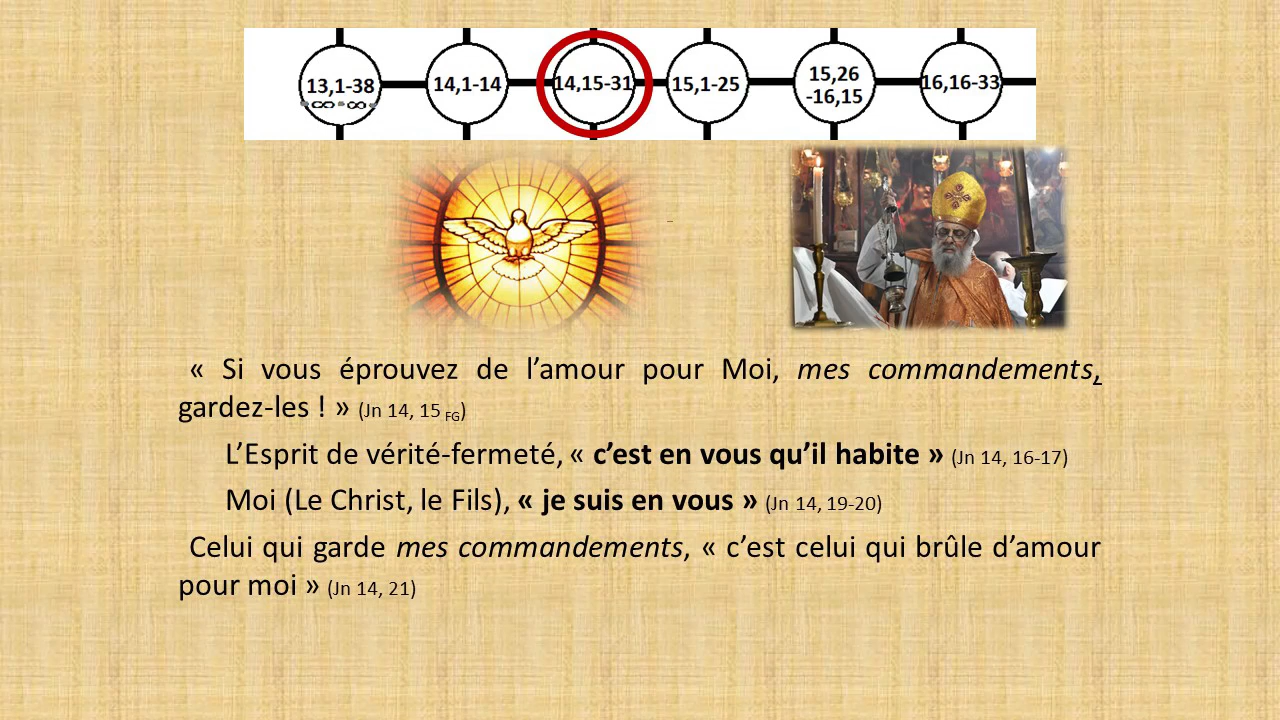 13,1-38
14,1-14
14,15-31
15,1-25
15,26
-16,15
16,16-33
« Si vous éprouvez de l’amour pour Moi, mes commandements,
gardez-les ! » (Jn 14, 15 FG)
L’Esprit de vérité-fermeté, « c’est en vous qu’il habite » (Jn 14, 16-17)
Moi (Le Christ, le Fils), « je suis en vous » (Jn 14, 19-20)
Celui qui garde mes commandements, « c’est celui qui brûle d’amour
pour moi » (Jn 14, 21)